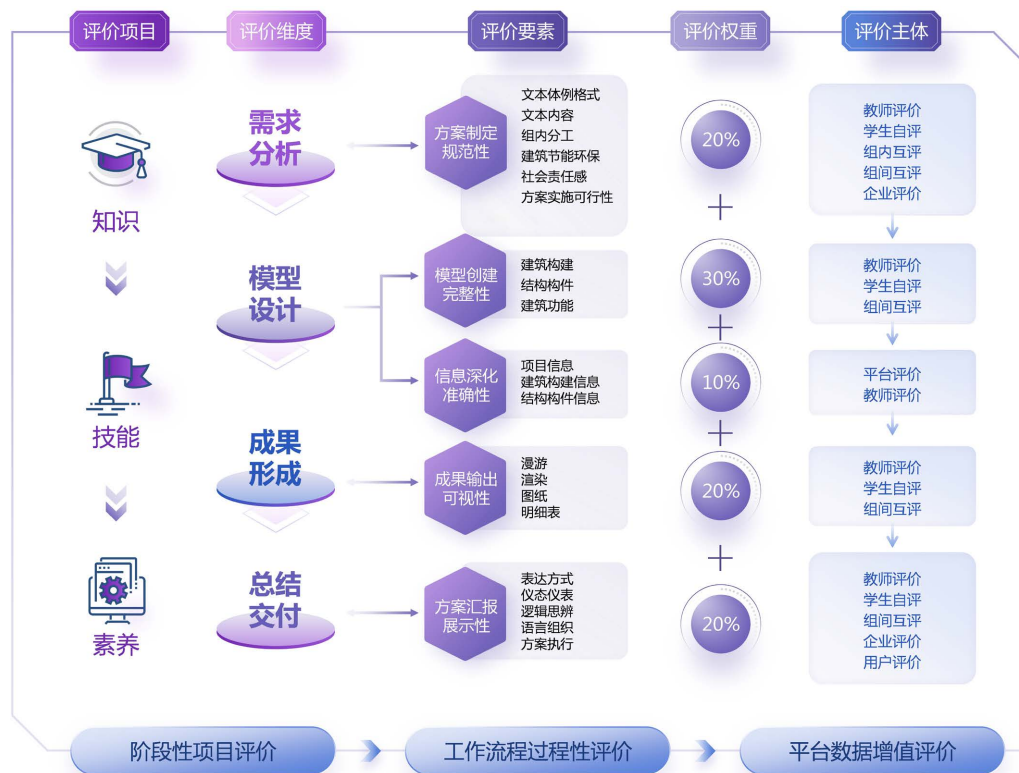 评价项目
评价维度
评价要素
评价权重
评价主体
知识
技能
素养
需求
分析
方案制定
规范性
文本体例格式
文本内容
组内分工
建筑节能环保
社会责任感
方案实施可行性
20%
教师评价
学生自评
组内互评
组间互评
企业评价
模型
设计
模型创建
完整性
建筑构建
结构构件
建筑功能
30%
教师评价
学生自评
组间互评
信息深化
准确性
项目信息
建筑构建信息
结构构件信息
10%
平台评价
教师评价
成果
形成
成果输出
可视性
漫游
渲染
图纸
明细表
20%
教师评价
学生自评
组间互评
总结
交付
方案汇报
展示性
表达方式
仪态仪表
逻辑思辨
语言组织
方案执行
20%
教师评价
学生自评
组间互评
企业评价
用户评价
阶段性项目评价
工作流程过程性评价
平台数据增值评价